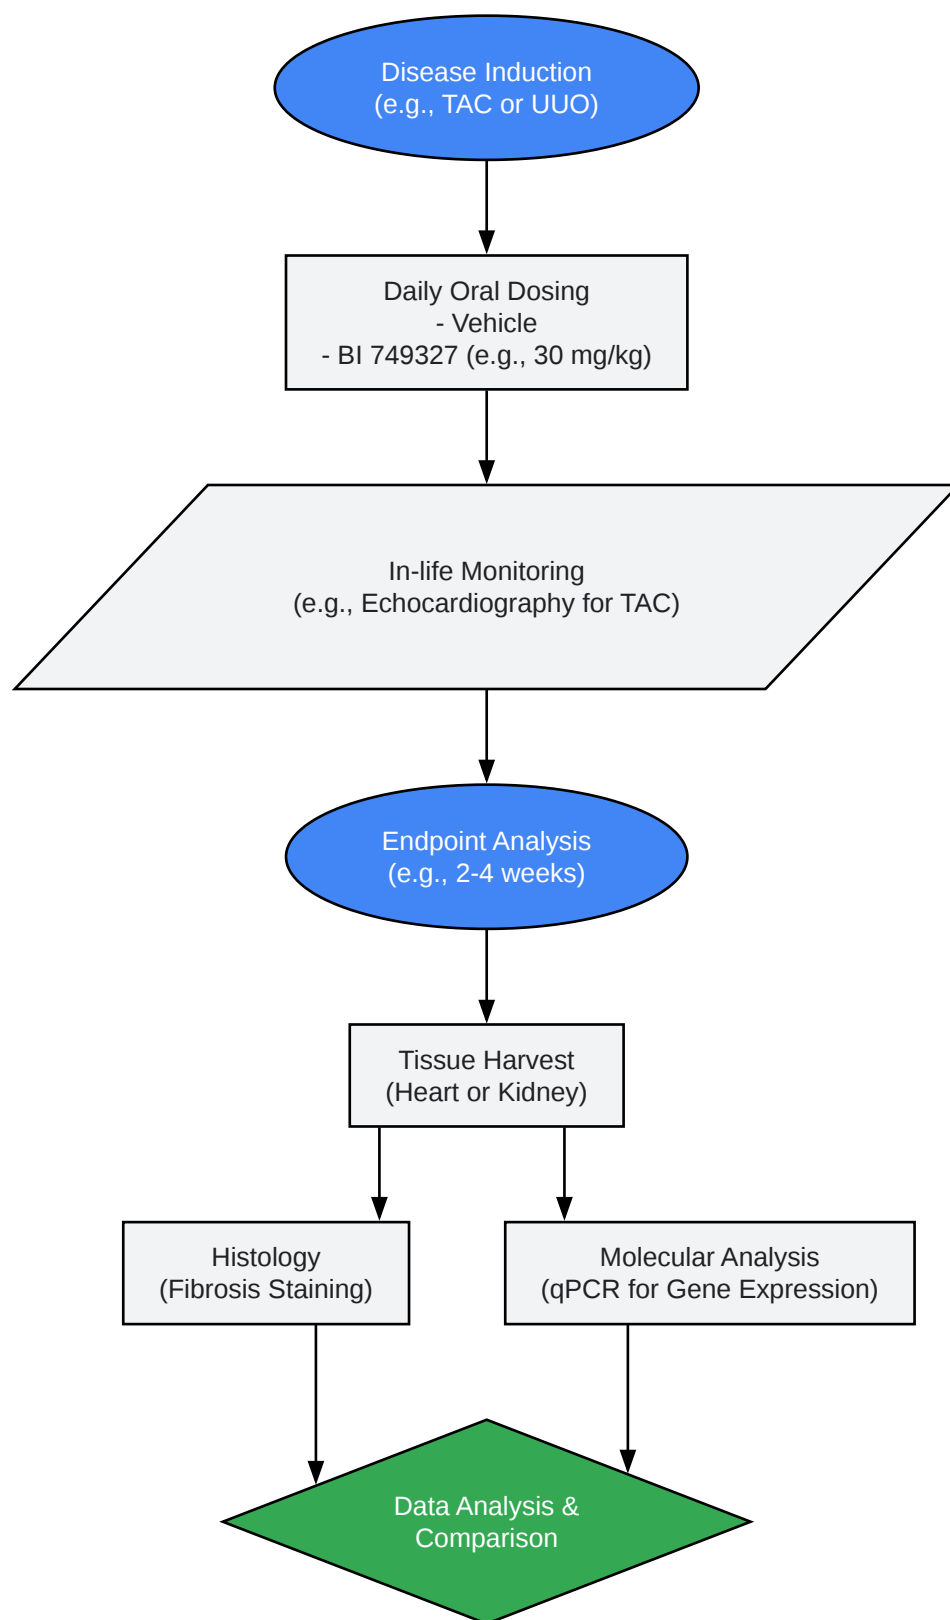 Disease Induction
(e.g., TAC or UUO)
Daily Oral Dosing
- Vehicle
- BI 749327 (e.g., 30 mg/kg)
In-life Monitoring
(e.g., Echocardiography for TAC)
Endpoint Analysis
(e.g., 2-4 weeks)
Tissue Harvest
(Heart or Kidney)
Histology
(Fibrosis Staining)
Molecular Analysis
(qPCR for Gene Expression)
Data Analysis &
Comparison